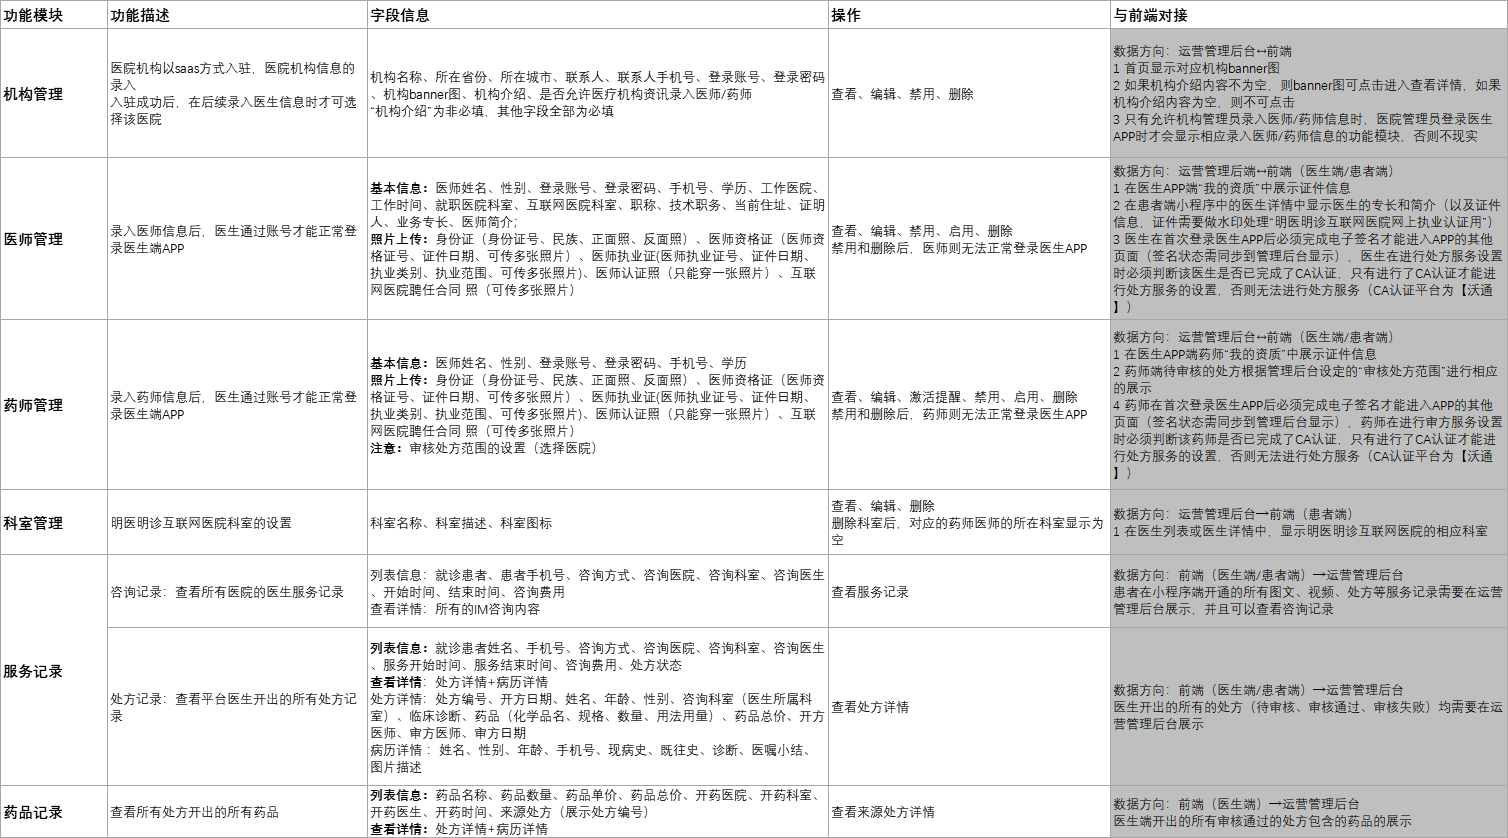 功能模块
功能描述
字段信息
操作
与前端对接
机构管理
医院机构以saas方式入驻，医院机构信息的
录入
入驻成功后，在后续录入医生信息时才可选
择该医院
机构名称、所在省份、所在城市、联系人、联系人手机号、登录账号、登录密码
、机构banner图、机构介绍、是否允许医疗机构资讯录入医师/药师
“机构介绍”为非必填，其他字段全部为必填
查看、编辑、禁用、删除
数据方向：运营管理后台↔前端
1 首页显示对应机构banner图
2 如果机构介绍内容不为空，则banner图可点击进入查看详情，如果
机构介绍内容为空，则不可点击
3 只有允许机构管理员录入医师/药师信息时，医院管理员登录医生
APP时才会显示相应录入医师/药师信息的功能模块，否则不现实
医师管理
录入医师信息后，医生通过账号才能正常登
录医生端APP
基本信息：医师姓名、性别、登录账号、登录密码、手机号、学历、工作医院、
工作时间、就职医院科室、互联网医院科室、职称、技术职务、当前住址、证明
人、业务专长、医师简介；
照片上传：身份证（身份证号、民族、正面照、反面照）、医师资格证（医师资
格证号、证件日期、可传多张照片）、医师执业证(医师执业证号、证件日期、
执业类别、执业范围、可传多张照片)、医师认证照（只能穿一张照片）、互联
网医院聘任合同 照（可传多张照片）
查看、编辑、禁用、启用、删除
禁用和删除后，医师则无法正常登录医生APP
数据方向：运营管理后端↔前端（医生端/患者端）
1 在医生APP端“我的资质”中展示证件信息
2 在患者端小程序中的医生详情中显示医生的专长和简介（以及证件
信息，证件需要做水印处理“明医明诊互联网医院网上执业认证用”）
3 医生在首次登录医生APP后必须完成电子签名才能进入APP的其他
页面（签名状态需同步到管理后台显示），医生在进行处方服务设置
时必须判断该医生是否已完成了CA认证，只有进行了CA认证才能进
行处方服务的设置，否则无法进行处方服务（CA认证平台为【沃通
】）
药师管理
录入药师信息后，医生通过账号才能正常登
录医生端APP
基本信息：医师姓名、性别、登录账号、登录密码、手机号、学历
照片上传：身份证（身份证号、民族、正面照、反面照）、医师资格证（医师资
格证号、证件日期、可传多张照片）、医师执业证(医师执业证号、证件日期、
执业类别、执业范围、可传多张照片)、医师认证照（只能穿一张照片）、互联
网医院聘任合同 照（可传多张照片）
注意：审核处方范围的设置（选择医院）
查看、编辑、激活提醒、禁用、启用、删除
禁用和删除后，药师则无法正常登录医生APP
数据方向：运营管理后台↔前端（医生端/患者端）
1 在医生APP端药师“我的资质”中展示证件信息
2 药师端待审核的处方根据管理后台设定的“审核处方范围”进行相应
的展示
4 药师在首次登录医生APP后必须完成电子签名才能进入APP的其他
页面（签名状态需同步到管理后台显示），药师在进行审方服务设置
时必须判断该药师是否已完成了CA认证，只有进行了CA认证才能进
行处方服务的设置，否则无法进行处方服务（CA认证平台为【沃通
】）
科室管理
明医明诊互联网医院科室的设置
科室名称、科室描述、科室图标
查看、编辑、删除
删除科室后，对应的药师医师的所在科室显示为
空
数据方向：运营管理后台→前端（患者端）
1 在医生列表或医生详情中，显示明医明诊互联网医院的相应科室
服务记录
咨询记录：查看所有医院的医生服务记录
列表信息：就诊患者、患者手机号、咨询方式、咨询医院、咨询科室、咨询医生
、开始时间、结束时间、咨询费用
查看详情：所有的IM咨询内容
查看服务记录
数据方向：前端（医生端/患者端）→运营管理后台
患者在小程序端开通的所有图文、视频、处方等服务记录需要在运营
管理后台展示，并且可以查看咨询记录
处方记录：查看平台医生开出的所有处方记
录
列表信息：就诊患者姓名、手机号、咨询方式、咨询医院、咨询科室、咨询医生
、服务开始时间、服务结束时间、咨询费用、处方状态
查看详情：处方详情+病历详情
处方详情：处方编号、开方日期、姓名、年龄、性别、咨询科室（医生所属科
室）、临床诊断、药品（化学品名、规格、数量、用法用量）、药品总价、开方
医师、审方医师、审方日期
病历详情 ：姓名、性别、年龄、手机号、现病史、既往史、诊断、医嘱小结、
图片描述
查看处方详情
数据方向：前端（医生端/患者端）→运营管理后台
医生开出的所有的处方（待审核、审核通过、审核失败）均需要在运
营管理后台展示
药品记录
查看所有处方开出的所有药品
列表信息：药品名称、药品数量、药品单价、药品总价、开药医院、开药科室、
开药医生、开药时间、来源处方（展示处方编号）
查看详情：处方详情+病历详情
查看来源处方详情
数据方向：前端（医生端）→运营管理后台
医生端开出的所有审核通过的处方包含的药品的展示